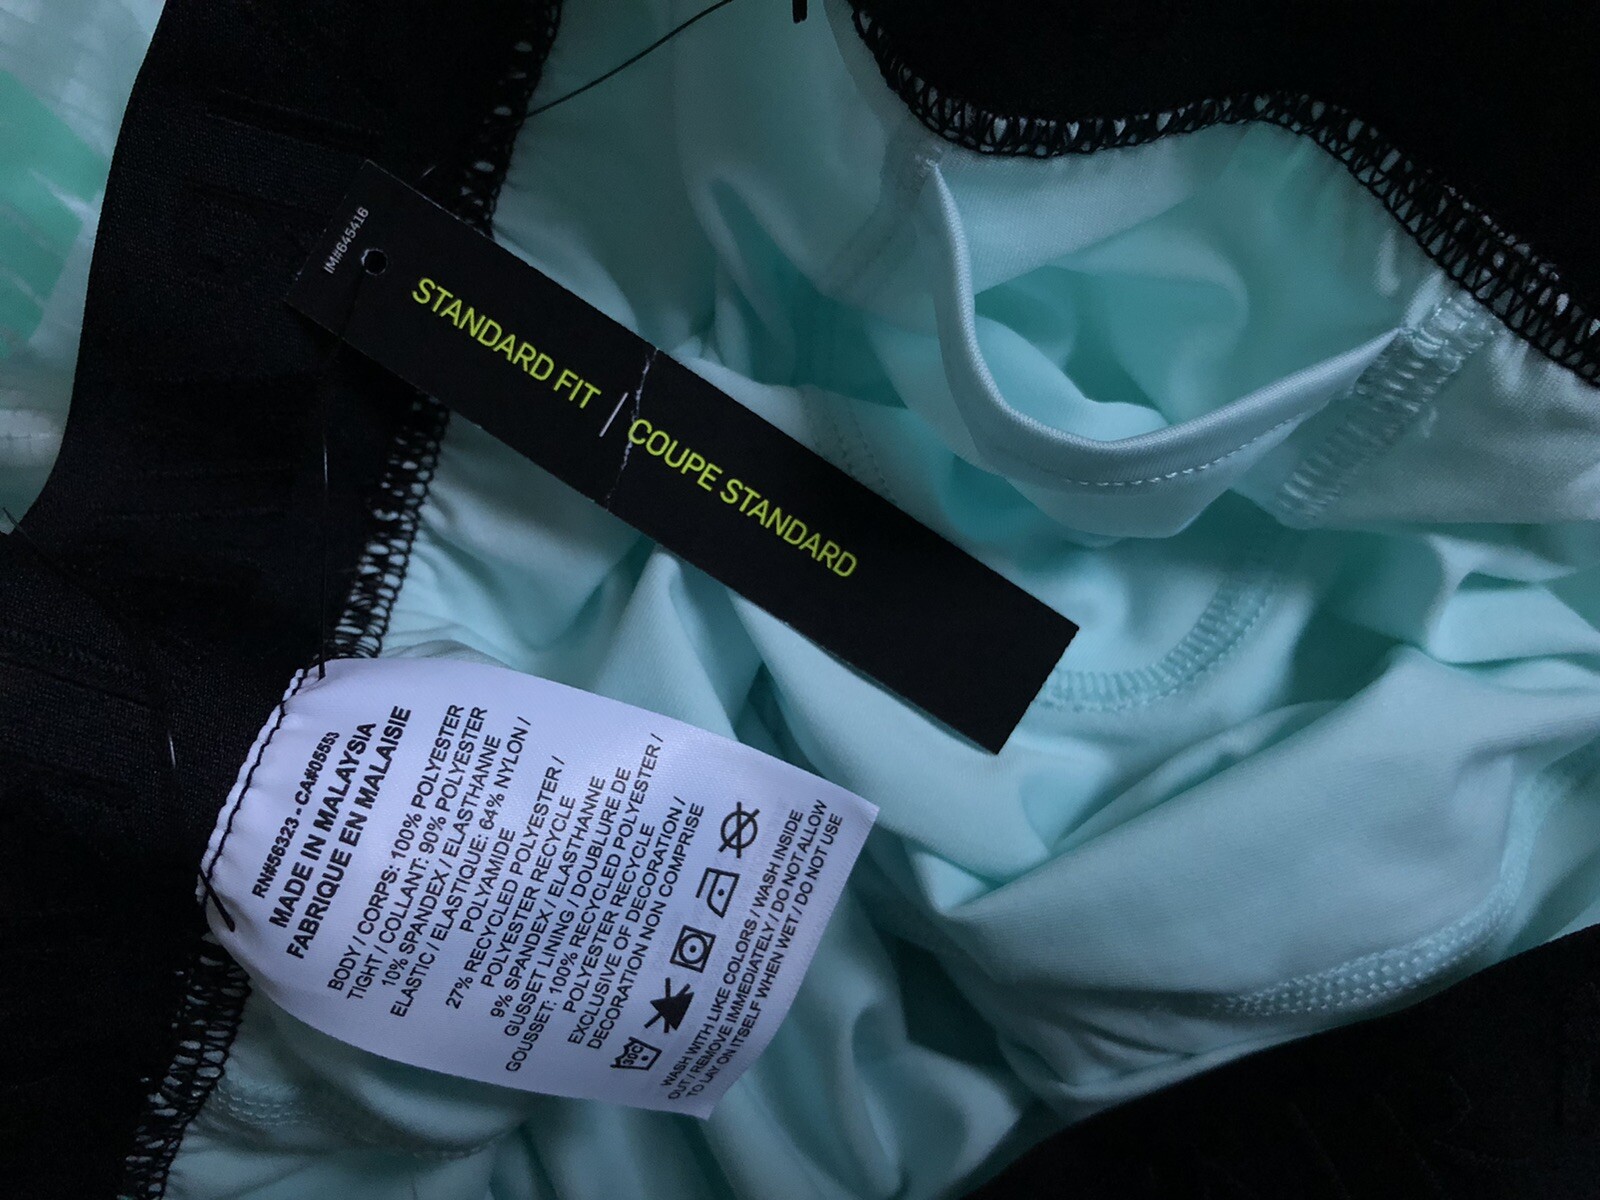 IM#645416
STANDARD FIT | COUPE STANDARD
RN#56323 - CA#05553
MADE IN MALAYSIA
FABRIQUE EN MALAISIE
BODY / CORPS: 100% POLYESTER
TIGHT / COLLANT: 90% POLYESTER
10% SPANDEX / ELASTHANNE
ELASTIC / ELASTIQUE: 64% NYLON /
POLYAMIDE
27% RECYCLED POLYESTER /
POLYESTER RECYCLE
9% SPANDEX / ELASTHANNE
GUSSET LINING / DOUBLURE DE
GOUSSET: 100% RECYCLED POLYESTER /
POLYESTER RECYCLE
EXCLUSIVE OF DECORATION /
DECORATION NON COMPRISE
30C
WASH WITH LIKE COLORS / WASH INSIDE
OUT / REMOVE IMMEDIATELY / DO NOT ALLOW
TO LAY ON ITSELF WHEN WET / DO NOT USE